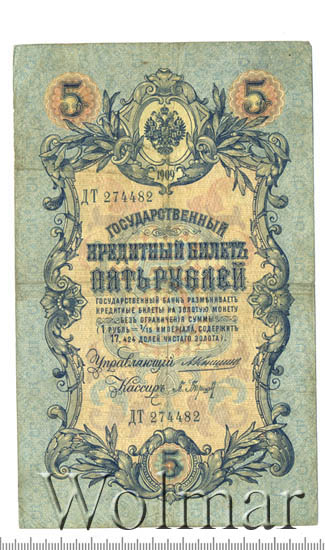 5 5
1909
ДТ 274482
ГОСУДАРСТВЕННЫЙ
КРЕДИТНЫЙ БИЛЕТЪ
ПЯТЬ РУБЛЕЙ
ГОСУДАРСТВЕННЫЙ БАНКЪ РАЗМѢНИВАЕТЪ
КРЕДИТНЫЕ БИЛЕТЫ НА ЗОЛОТУЮ МОНЕТУ
БЕЗЪ ОГРАНИЧЕНІЯ СУММЫ
(1 РУБЛЬ = 1/15 ИМПЕРІАЛА, СОДЕРЖИТЪ
17,424 ДОЛЕЙ ЧИСТАГО ЗОЛОТА).
Управляющій
Кассиръ
ДТ 274482
5
Wolmar